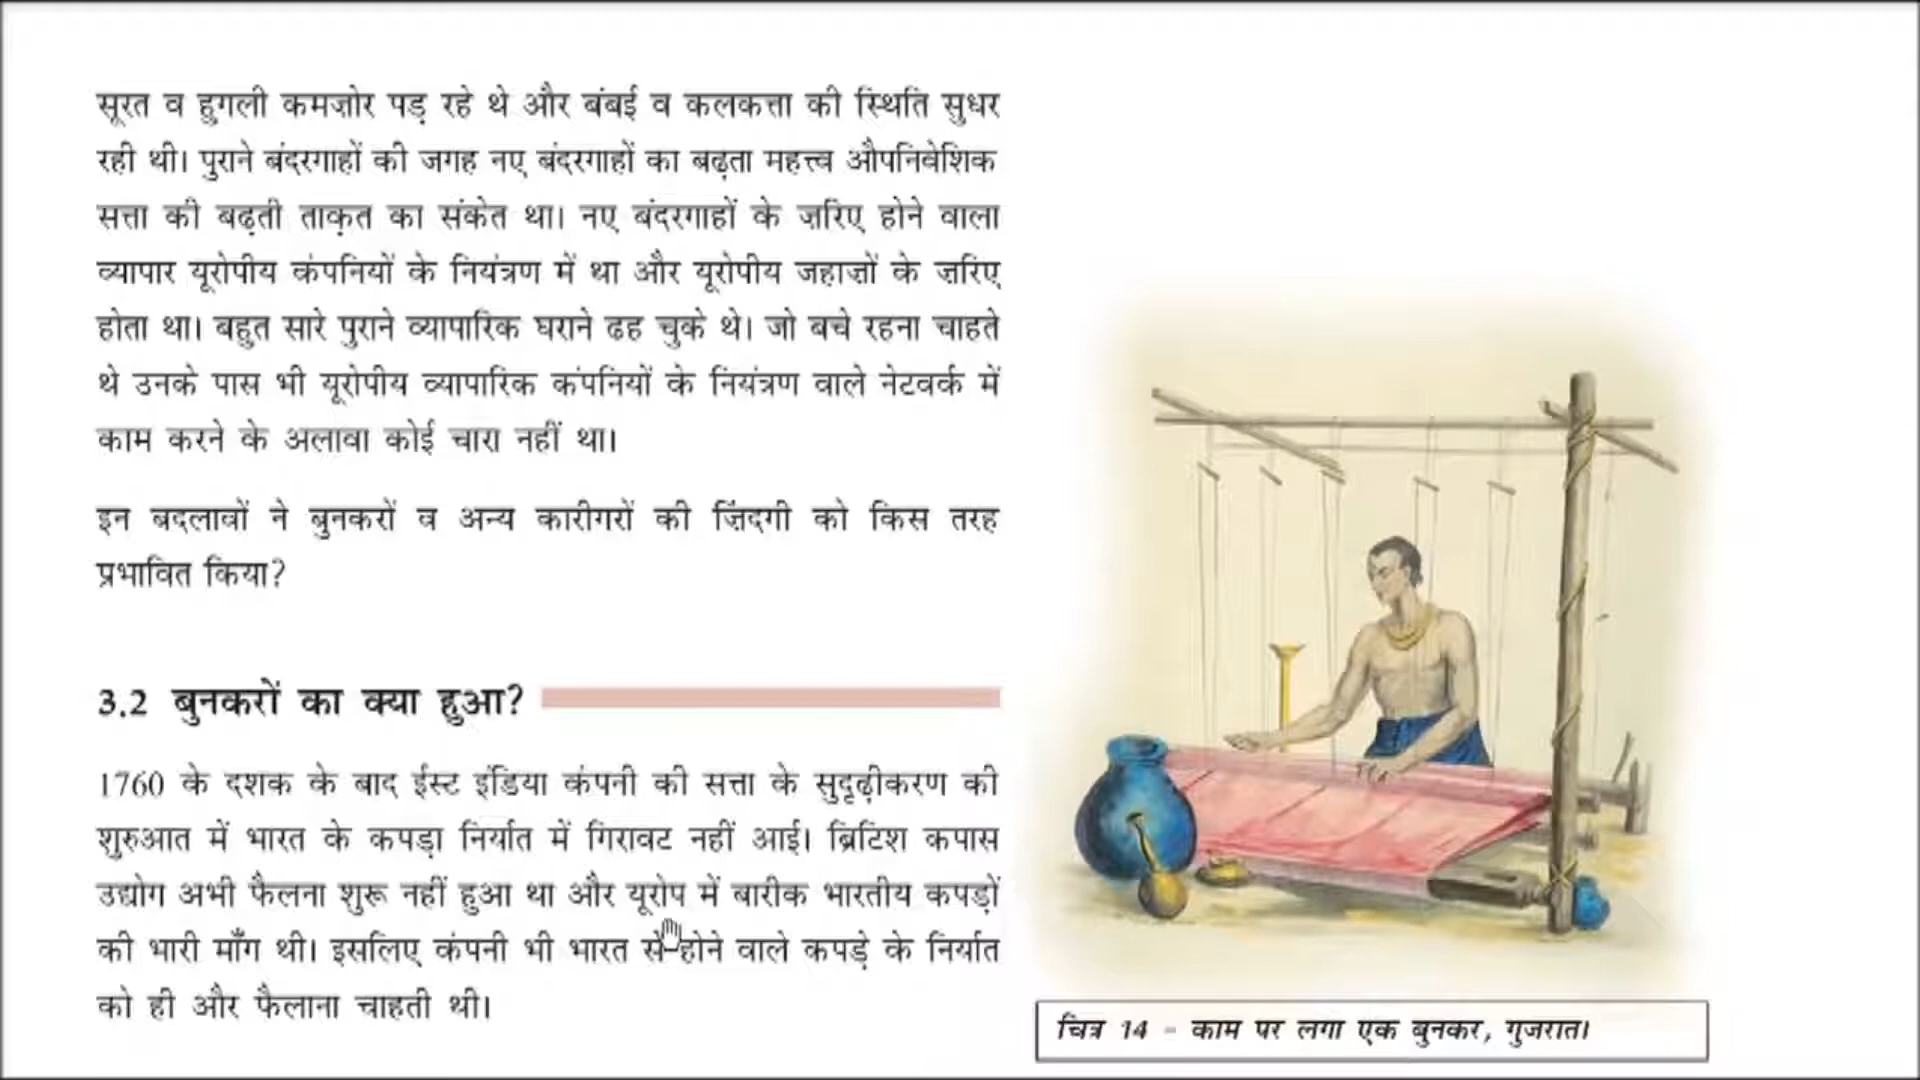 सूरत व हुगली कमज़ोर पड़ रहे थे और बंबई व कलकत्ता की स्थिति सुधर
रही थी। पुराने बंदरगाहों की जगह नए बंदरगाहों का बढ़ता महत्त्व औपनिवेशिक
सत्ता की बढ़ती ताक़त का संकेत था। नए बंदरगाहों के ज़रिए होने वाला
व्यापार यूरोपीय कंपनियों के नियंत्रण में था और यूरोपीय जहाज़ों के ज़रिए
होता था। बहुत सारे पुराने व्यापारिक घराने ढह चुके थे। जो बचे रहना चाहते
थे उनके पास भी यूरोपीय व्यापारिक कंपनियों के नियंत्रण वाले नेटवर्क में
काम करने के अलावा कोई चारा नहीं था।
इन बदलावों ने बुनकरों व अन्य कारीगरों की ज़िंदगी को किस तरह
प्रभावित किया?
3.2 बुनकरों का क्या हुआ?
1760 के दशक के बाद ईस्ट इंडिया कंपनी की सत्ता के सुदृढ़ीकरण की
शुरुआत में भारत के कपड़ा निर्यात में गिरावट नहीं आई। ब्रिटिश कपास
उद्योग अभी फैलना शुरू नहीं हुआ था और यूरोप में बारीक भारतीय कपड़ों
की भारी माँग थी। इसलिए कंपनी भी भारत से होने वाले कपड़े के निर्यात
को ही और फैलाना चाहती थी।
चित्र 14 - काम पर लगा एक बुनकर, गुजरात।